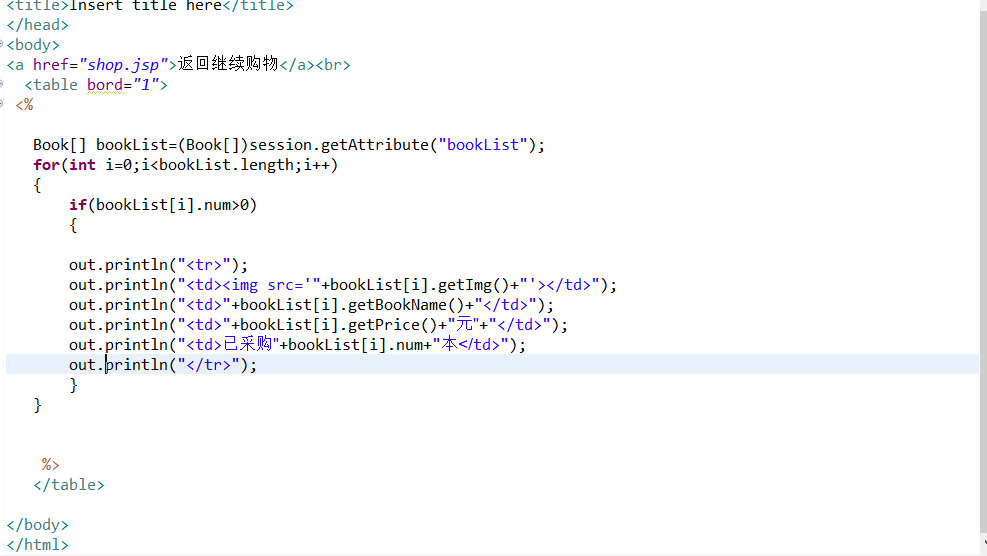 <title>Insert title here</title>
</head>
<body>
<a href="shop.jsp">返回继续购物</a><br>
<table bord="1">
<%
Book[] bookList=(Book[])session.getAttribute("bookList");
for(int i=0;i<bookList.length;i++)
{
if(bookList[i].num>0)
{
out.println("<tr>");
out.println("<td><img src='"+bookList[i].getImg()+"'></td>");
out.println("<td>"+bookList[i].getBookName()+"</td>");
out.println("<td>"+bookList[i].getPrice()+"元"+"</td>");
out.println("<td>已采购"+bookList[i].num+"本</td>");
out.println("</tr>");
}
}
%>
</table>
</body>
</html>